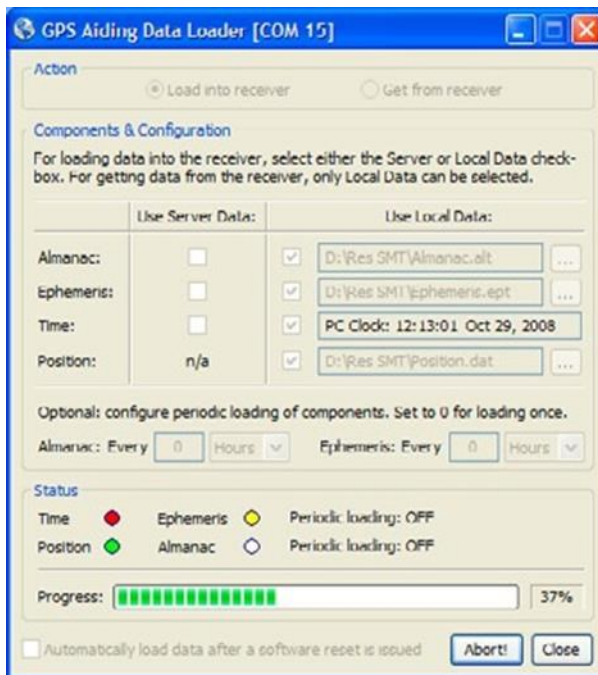 GPS Aiding Data Loader [COM 15]
Action
Load into receiver Get from receiver
Components & Configuration
For loading data into the receiver, select either the Server or Local Data check-
box. For getting data from the receiver, only Local Data can be selected.
Use Server Data: Use Local Data:
Almanac: D:\Res SMT\Almanac.alt ...
Ephemeris: D:\Res SMT\Ephemeris.ept ...
Time: PC Clock: 12:13:01 Oct 29, 2008
Position: n/a D:\Res SMT\Position.dat ...
Optional: configure periodic loading of components. Set to 0 for loading once.
Almanac: Every 0 Hours Ephemeris: Every 0 Hours
Status
Time Ephemeris Periodic loading: OFF
Position Almanac Periodic loading: OFF
Progress: 37%
Automatically load data after a software reset is issued Abort! Close